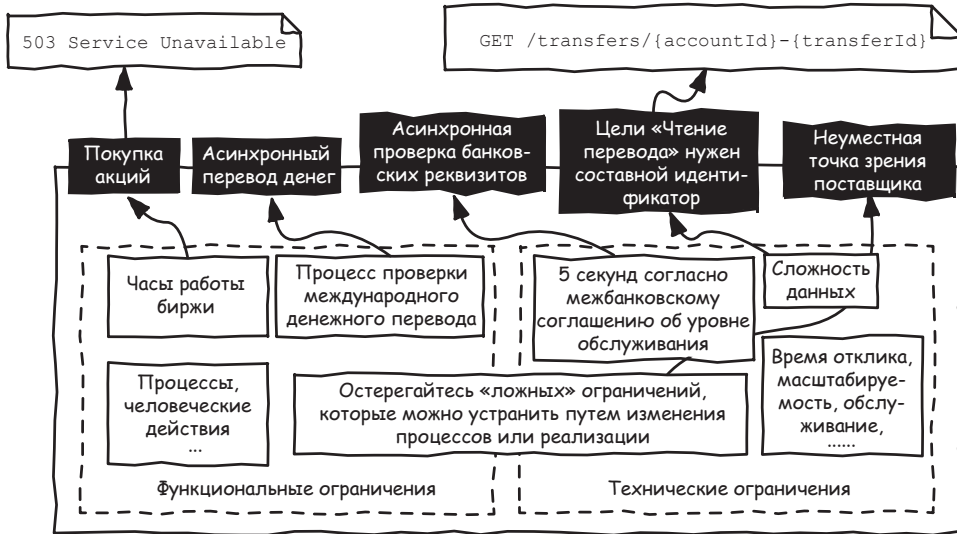 503 Service Unavailable
GET /transfers/{accountId}-{transferId}
Покупка
акций
Асинхронный
перевод денег
Асинхронная
проверка банков-
ских реквизитов
Цели «Чтение
перевода» нужен
составной иденти-
фикатор
Неуместная
точка зрения
поставщика
Часы работы
биржи
Процесс проверки
международного
денежного перевода
5 секунд согласно
межбанковскому
соглашению об уровне
обслуживания
Сложность
данных
Процессы,
человеческие
действия
...
Остерегайтесь «ложных» ограничений,
которые можно устранить путем изменения
процессов или реализации
Время отклика,
масштабируе-
мость, обслу-
живание,
......
Функциональные ограничения
Технические ограничения